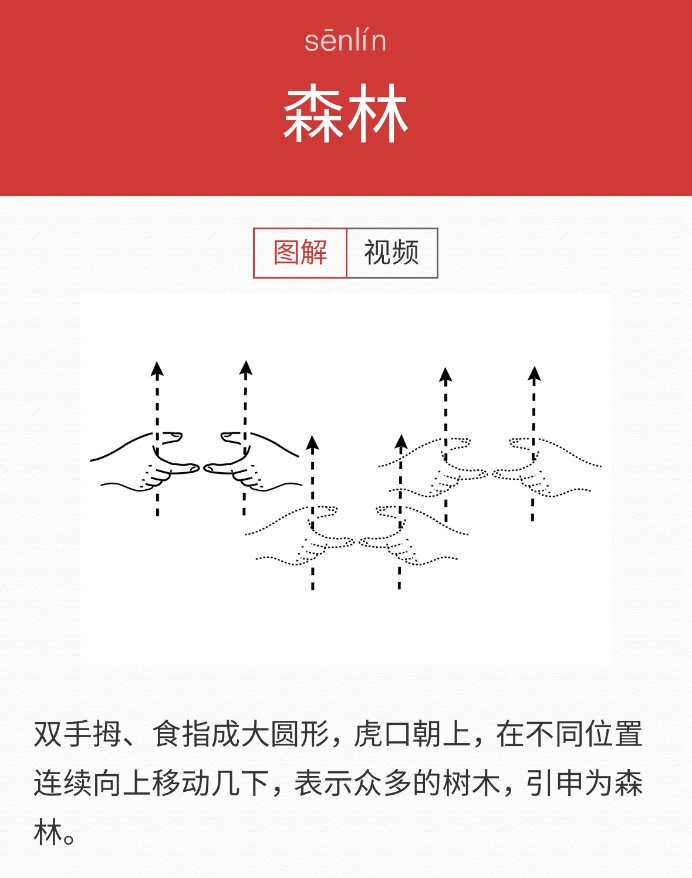 sēnlín
森林
图解 视频
双手拇、食指成大圆形，虎口朝上，在不同位置
连续向上移动几下，表示众多的树木，引申为森
林。